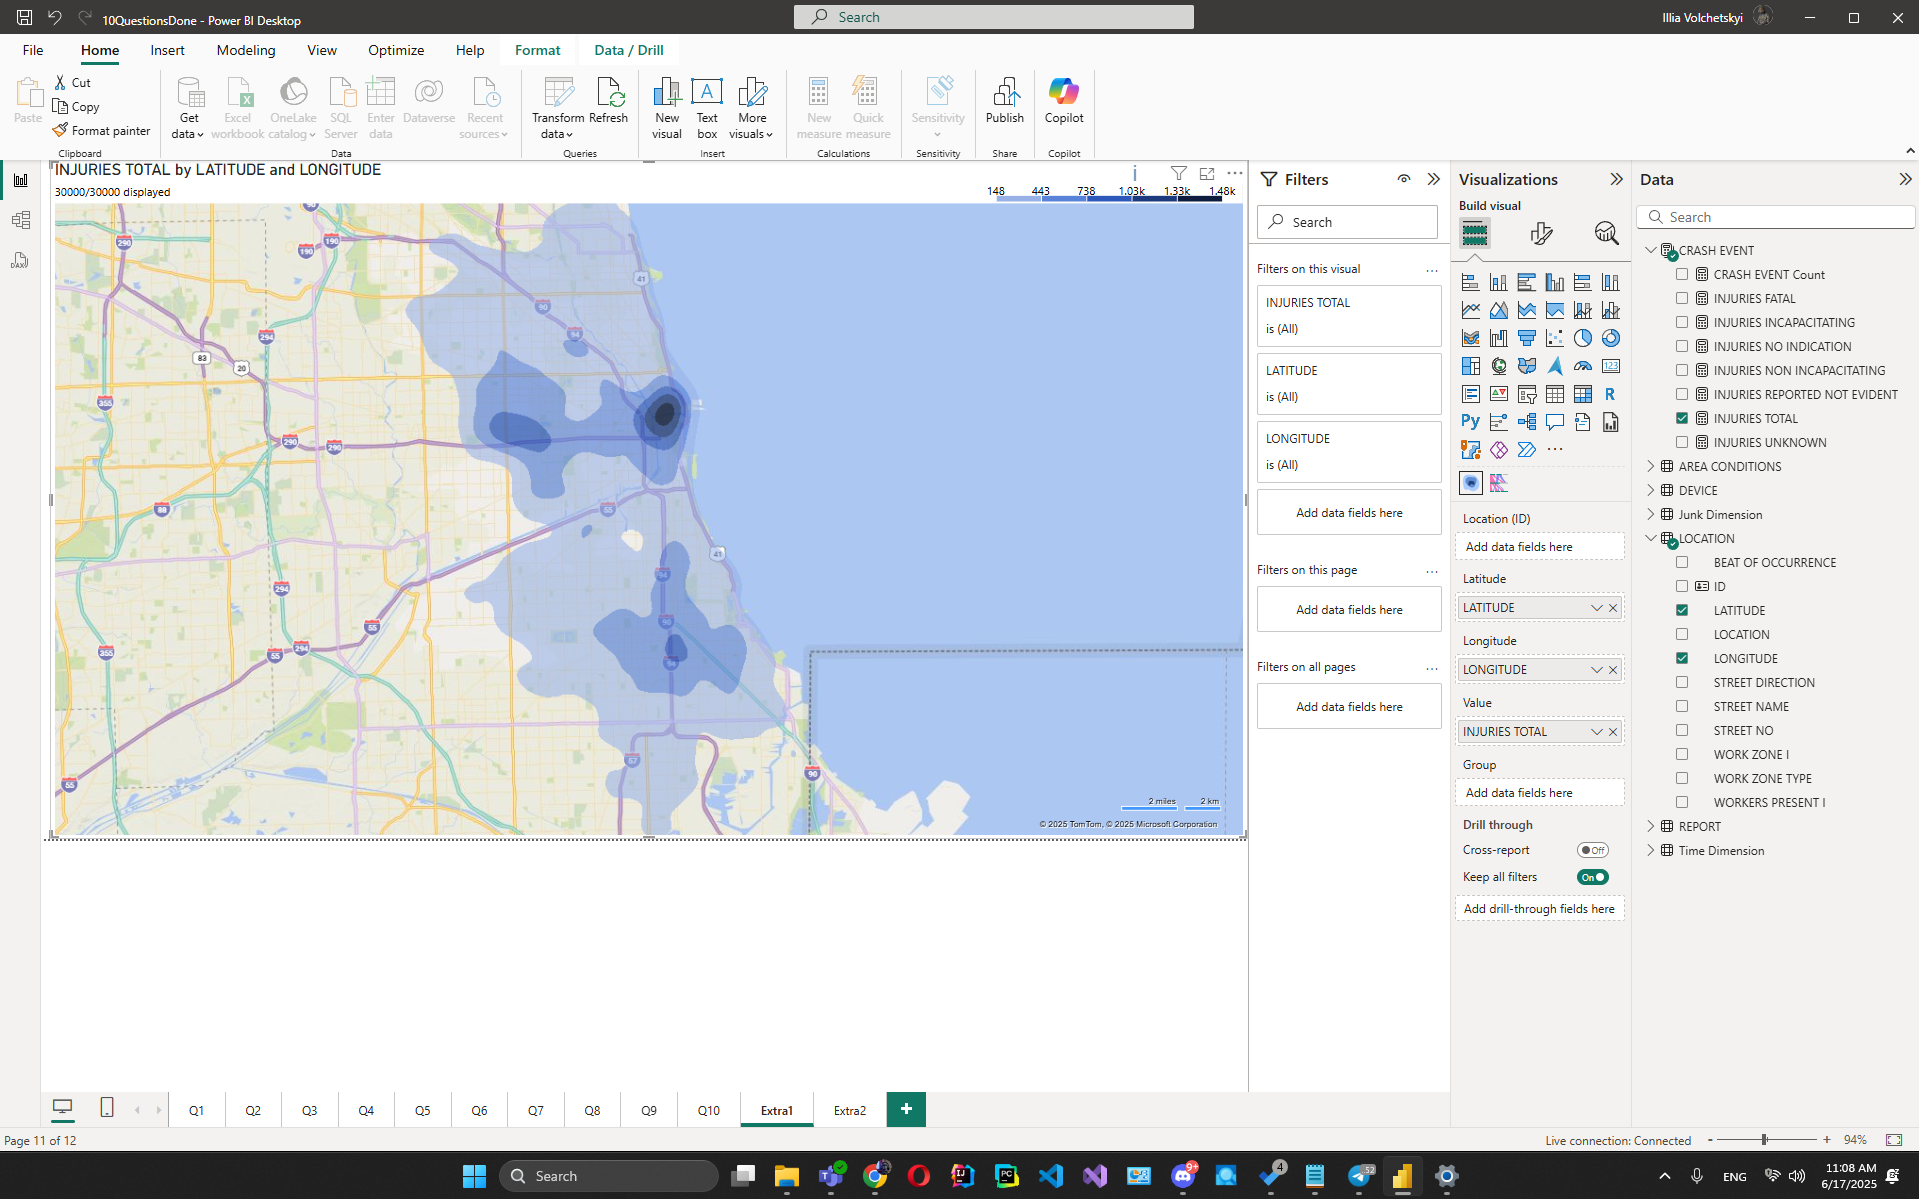 10QuestionsDone - Power BI Desktop
Search
Illia Volchetskyi
File
Home
Insert
Modeling
View
Optimize
Help
Format
Data / Drill
Paste
Cut
Copy
Format painter
Clipboard
Get data
Excel workbook
OneLake catalog
SQL Server
Enter data
Dataverse
Recent sources
Data
Transform data
Refresh
Queries
New visual
Text box
More visuals
Insert
New measure
Quick measure
Calculations
Sensitivity
Sensitivity
Publish
Share
Copilot
Copilot
INJURIES TOTAL by LATITUDE and LONGITUDE
30000/30000 displayed
148 443 738 1.03k 1.33k 1.48k
90
190
190
290
41
90
294
94
83
20
355
290
290
88
55
41
94
294
90
55
294
55
355
94
57
90
55
2 miles 2 km
© 2025 TomTom, © 2025 Microsoft Corporation
Filters
Search
Filters on this visual
INJURIES TOTAL
is (All)
LATITUDE
is (All)
LONGITUDE
is (All)
Add data fields here
Filters on this page
Add data fields here
Filters on all pages
Add data fields here
Visualizations
Build visual
123
R
Py
Location (ID)
Add data fields here
Latitude
LATITUDE
Longitude
LONGITUDE
Value
INJURIES TOTAL
Group
Add data fields here
Drill through
Cross-report
Off
Keep all filters
On
Add drill-through fields here
Data
Search
CRASH EVENT
CRASH EVENT Count
INJURIES FATAL
INJURIES INCAPACITATING
INJURIES NO INDICATION
INJURIES NON INCAPACITATING
INJURIES REPORTED NOT EVIDENT
INJURIES TOTAL
INJURIES UNKNOWN
AREA CONDITIONS
DEVICE
Junk Dimension
LOCATION
BEAT OF OCCURRENCE
ID
LATITUDE
LOCATION
LONGITUDE
STREET DIRECTION
STREET NAME
STREET NO
WORK ZONE I
WORK ZONE TYPE
WORKERS PRESENT I
REPORT
Time Dimension
Q1
Q2
Q3
Q4
Q5
Q6
Q7
Q8
Q9
Q10
Extra1
Extra2
+
Page 11 of 12
Live connection: Connected
- + 94%
Search
9+
4
52
ENG
11:08 AM
6/17/2025